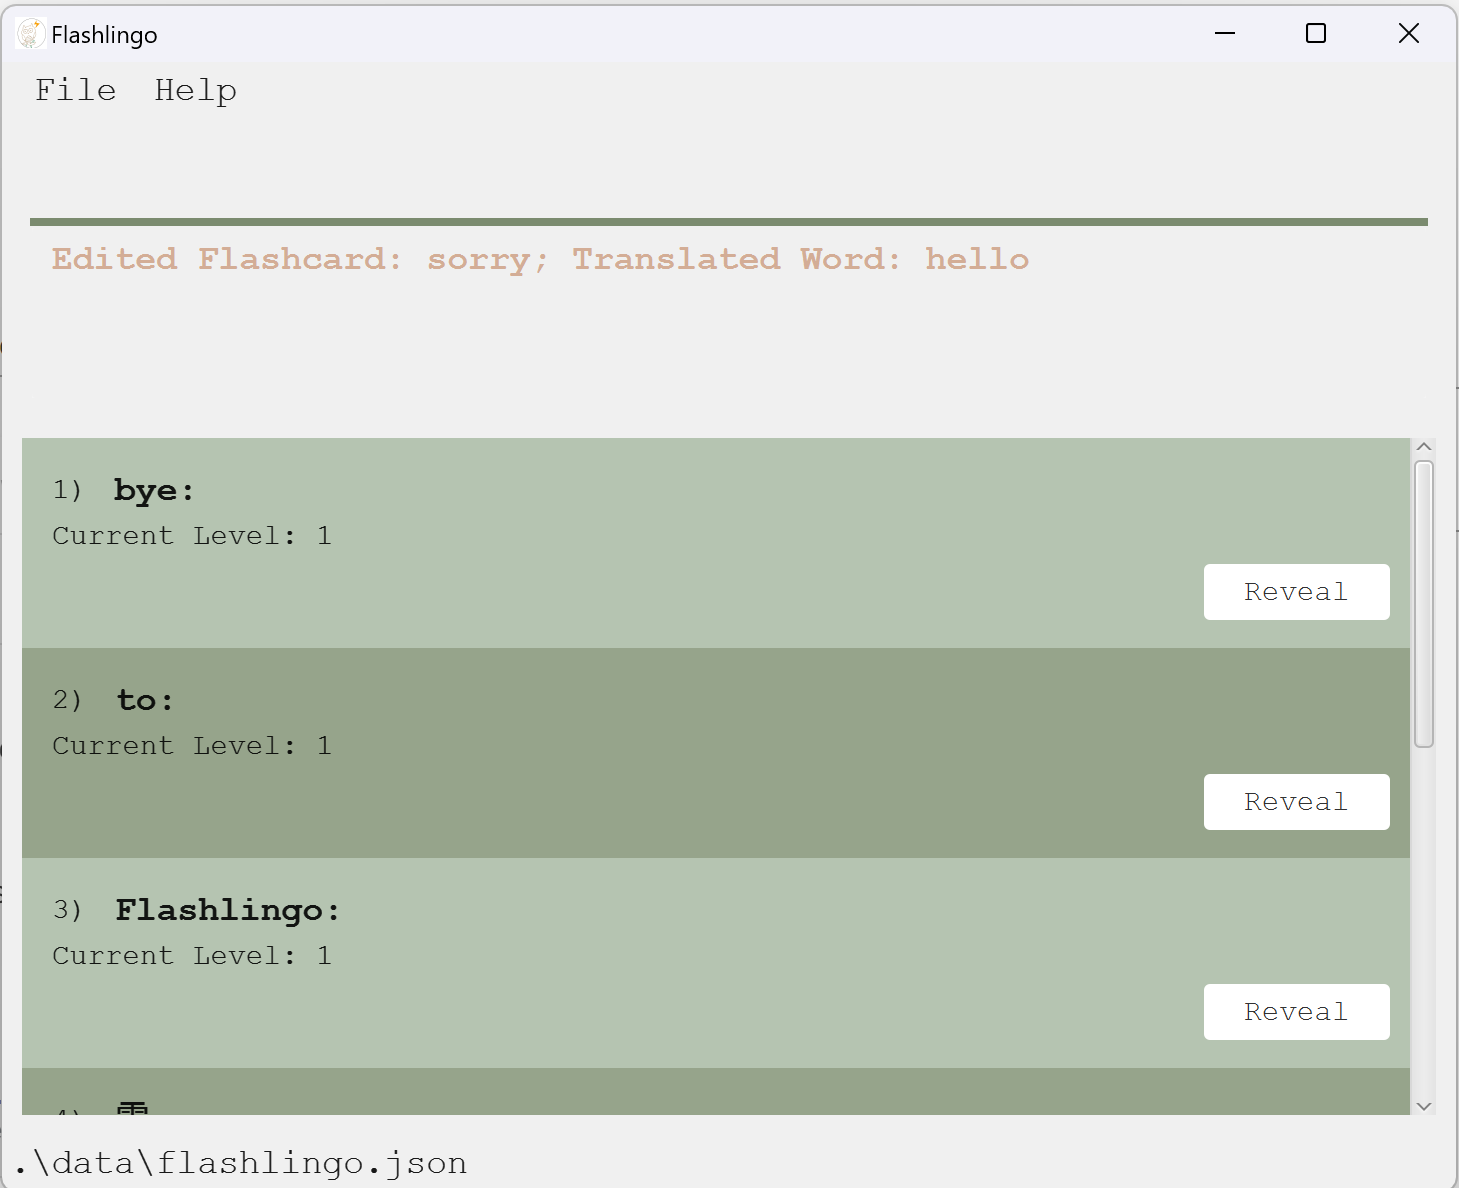 Flashlingo
File Help
Edited Flashcard: sorry; Translated Word: hello
1) bye:
Current Level: 1
Reveal
2) to:
Current Level: 1
Reveal
3) Flashlingo:
Current Level: 1
Reveal
.\data\flashlingo.json